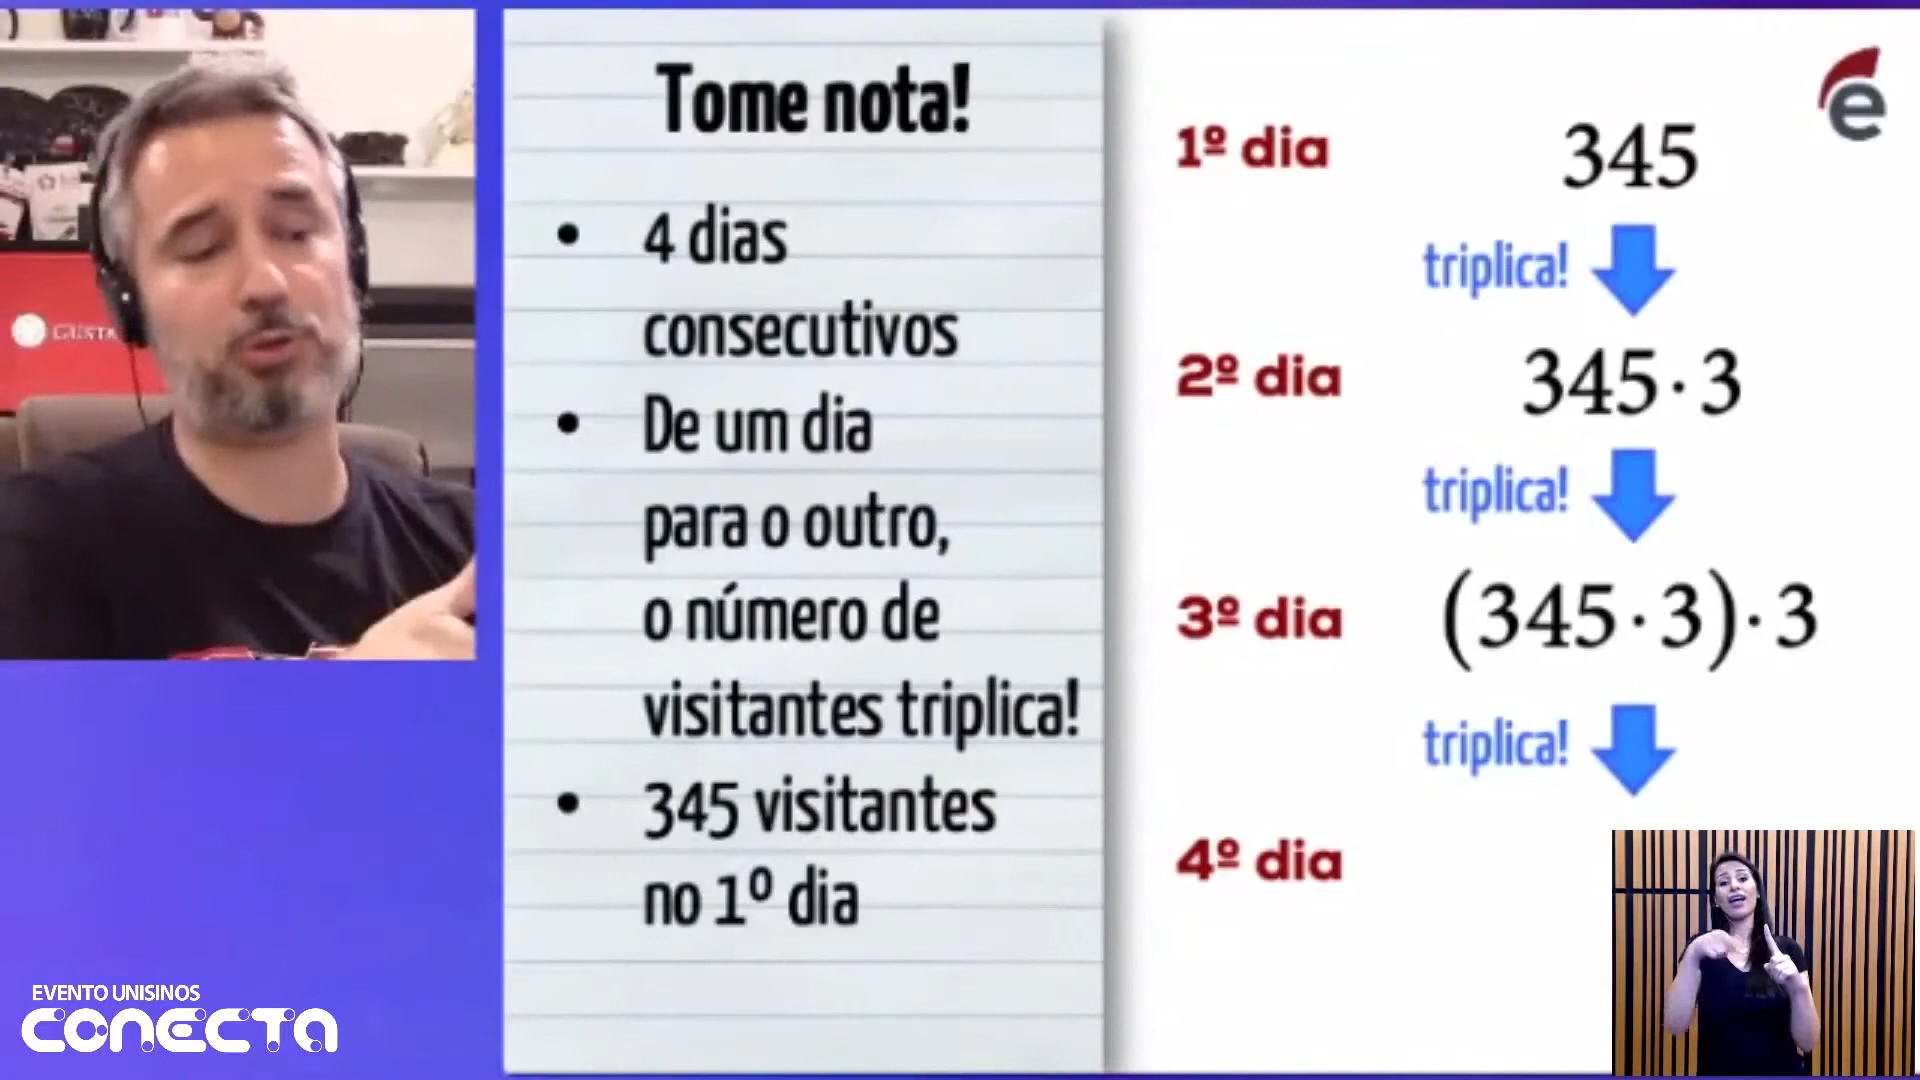 Tome nota!
• 4 dias
consecutivos
• De um dia
para o outro,
o número de
visitantes triplica!
• 345 visitantes
no 1º dia
1º dia 345
triplica!
2º dia 345·3
triplica!
3º dia (345·3)·3
triplica!
4º dia
e
EVENTO UNISINOS
CONECTA